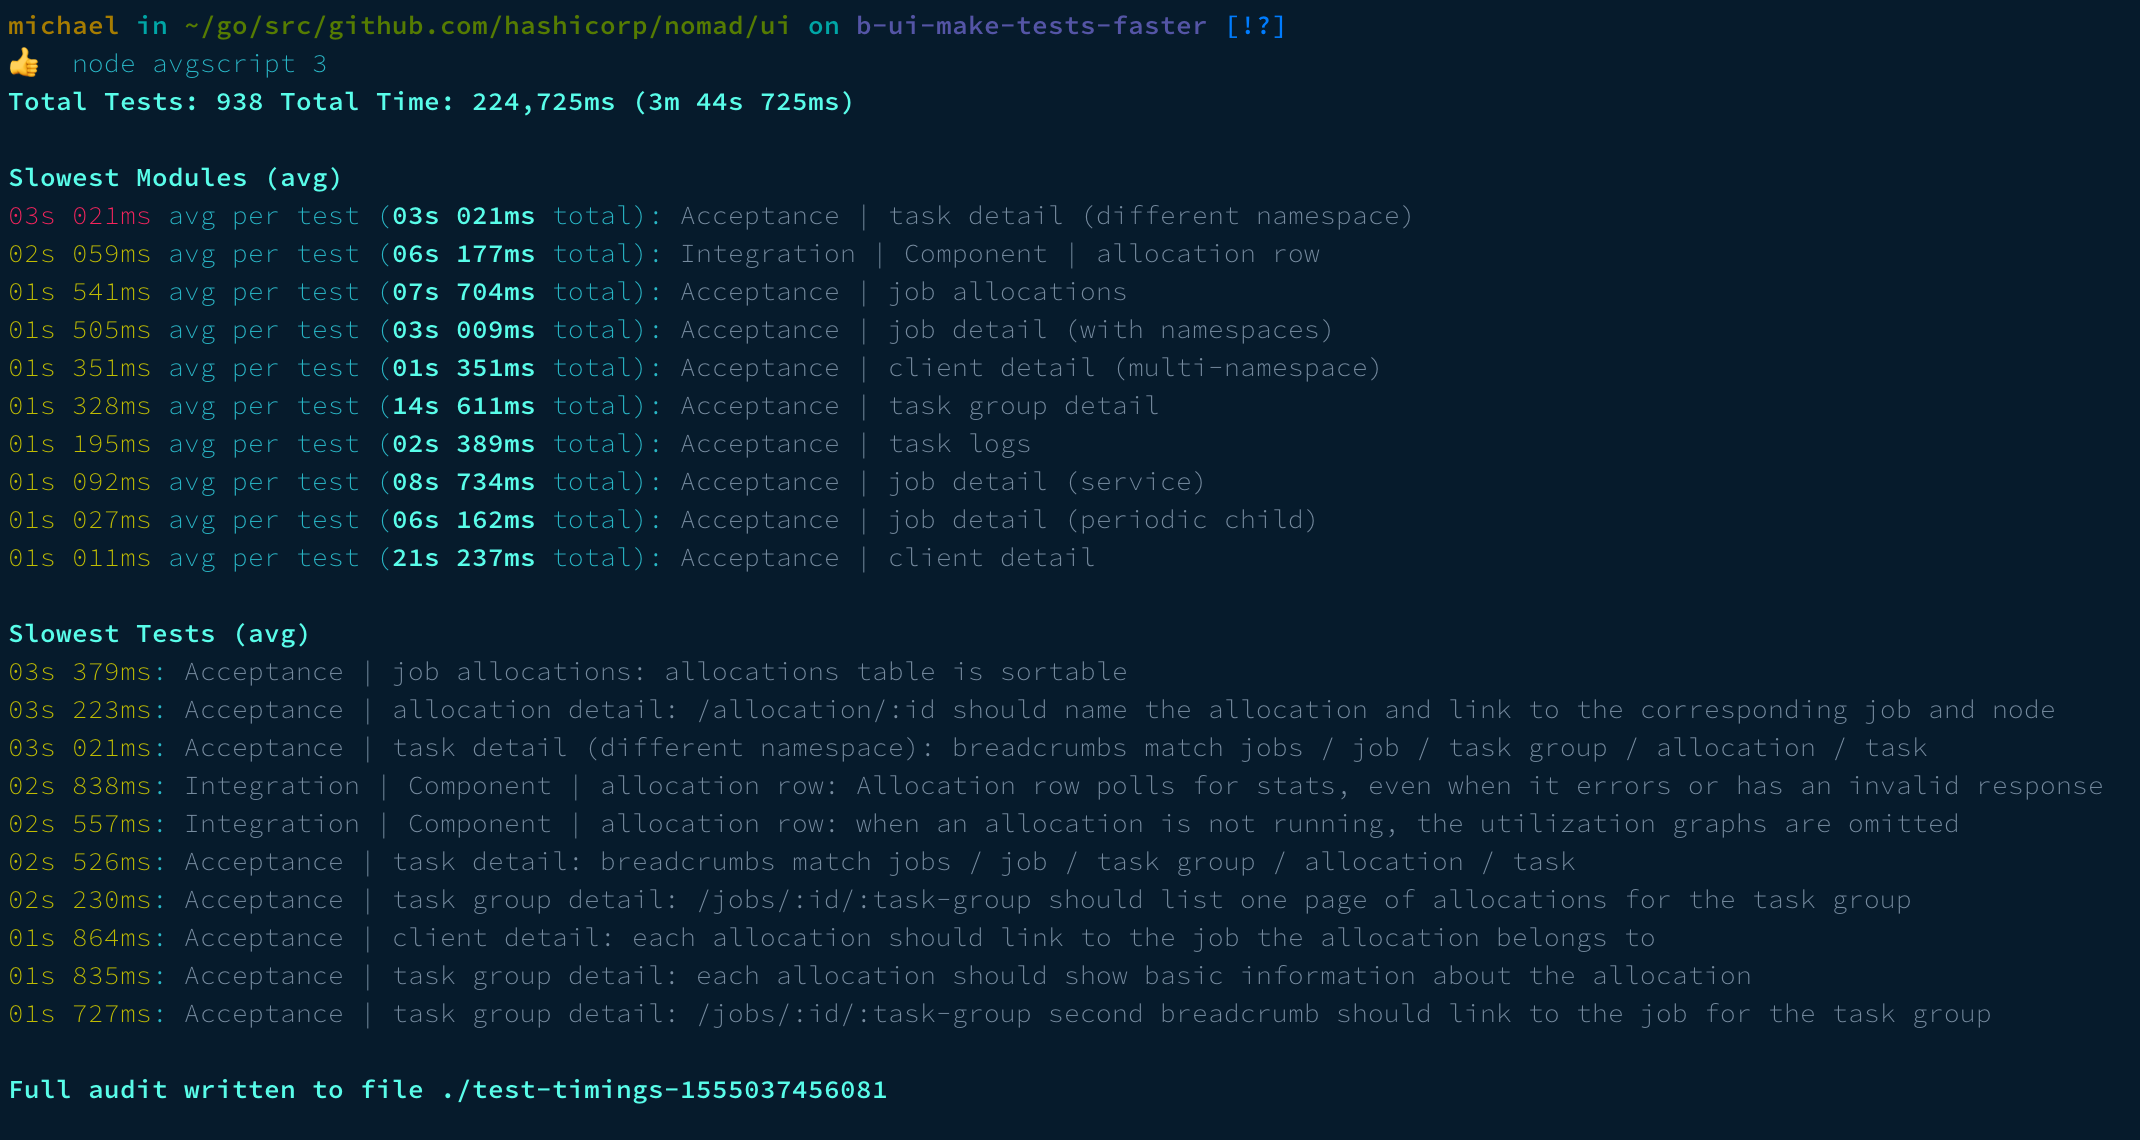 michael in ~/go/src/github.com/hashicorp/nomad/ui on b-ui-make-tests-faster [!?]
👍 node avgscript 3
Total Tests: 938 Total Time: 224,725ms (3m 44s 725ms)
Slowest Modules (avg)
03s 021ms avg per test (03s 021ms total): Acceptance | task detail (different namespace)
02s 059ms avg per test (06s 177ms total): Integration | Component | allocation row
01s 541ms avg per test (07s 704ms total): Acceptance | job allocations
01s 505ms avg per test (03s 009ms total): Acceptance | job detail (with namespaces)
01s 351ms avg per test (01s 351ms total): Acceptance | client detail (multi-namespace)
01s 328ms avg per test (14s 611ms total): Acceptance | task group detail
01s 195ms avg per test (02s 389ms total): Acceptance | task logs
01s 092ms avg per test (08s 734ms total): Acceptance | job detail (service)
01s 027ms avg per test (06s 162ms total): Acceptance | job detail (periodic child)
01s 011ms avg per test (21s 237ms total): Acceptance | client detail
Slowest Tests (avg)
03s 379ms: Acceptance | job allocations: allocations table is sortable
03s 223ms: Acceptance | allocation detail: /allocation/:id should name the allocation and link to the corresponding job and node
03s 021ms: Acceptance | task detail (different namespace): breadcrumbs match jobs / job / task group / allocation / task
02s 838ms: Integration | Component | allocation row: Allocation row polls for stats, even when it errors or has an invalid response
02s 557ms: Integration | Component | allocation row: when an allocation is not running, the utilization graphs are omitted
02s 526ms: Acceptance | task detail: breadcrumbs match jobs / job / task group / allocation / task
02s 230ms: Acceptance | task group detail: /jobs/:id/:task-group should list one page of allocations for the task group
01s 864ms: Acceptance | client detail: each allocation should link to the job the allocation belongs to
01s 835ms: Acceptance | task group detail: each allocation should show basic information about the allocation
01s 727ms: Acceptance | task group detail: /jobs/:id/:task-group second breadcrumb should link to the job for the task group
Full audit written to file ./test-timings-1555037456081